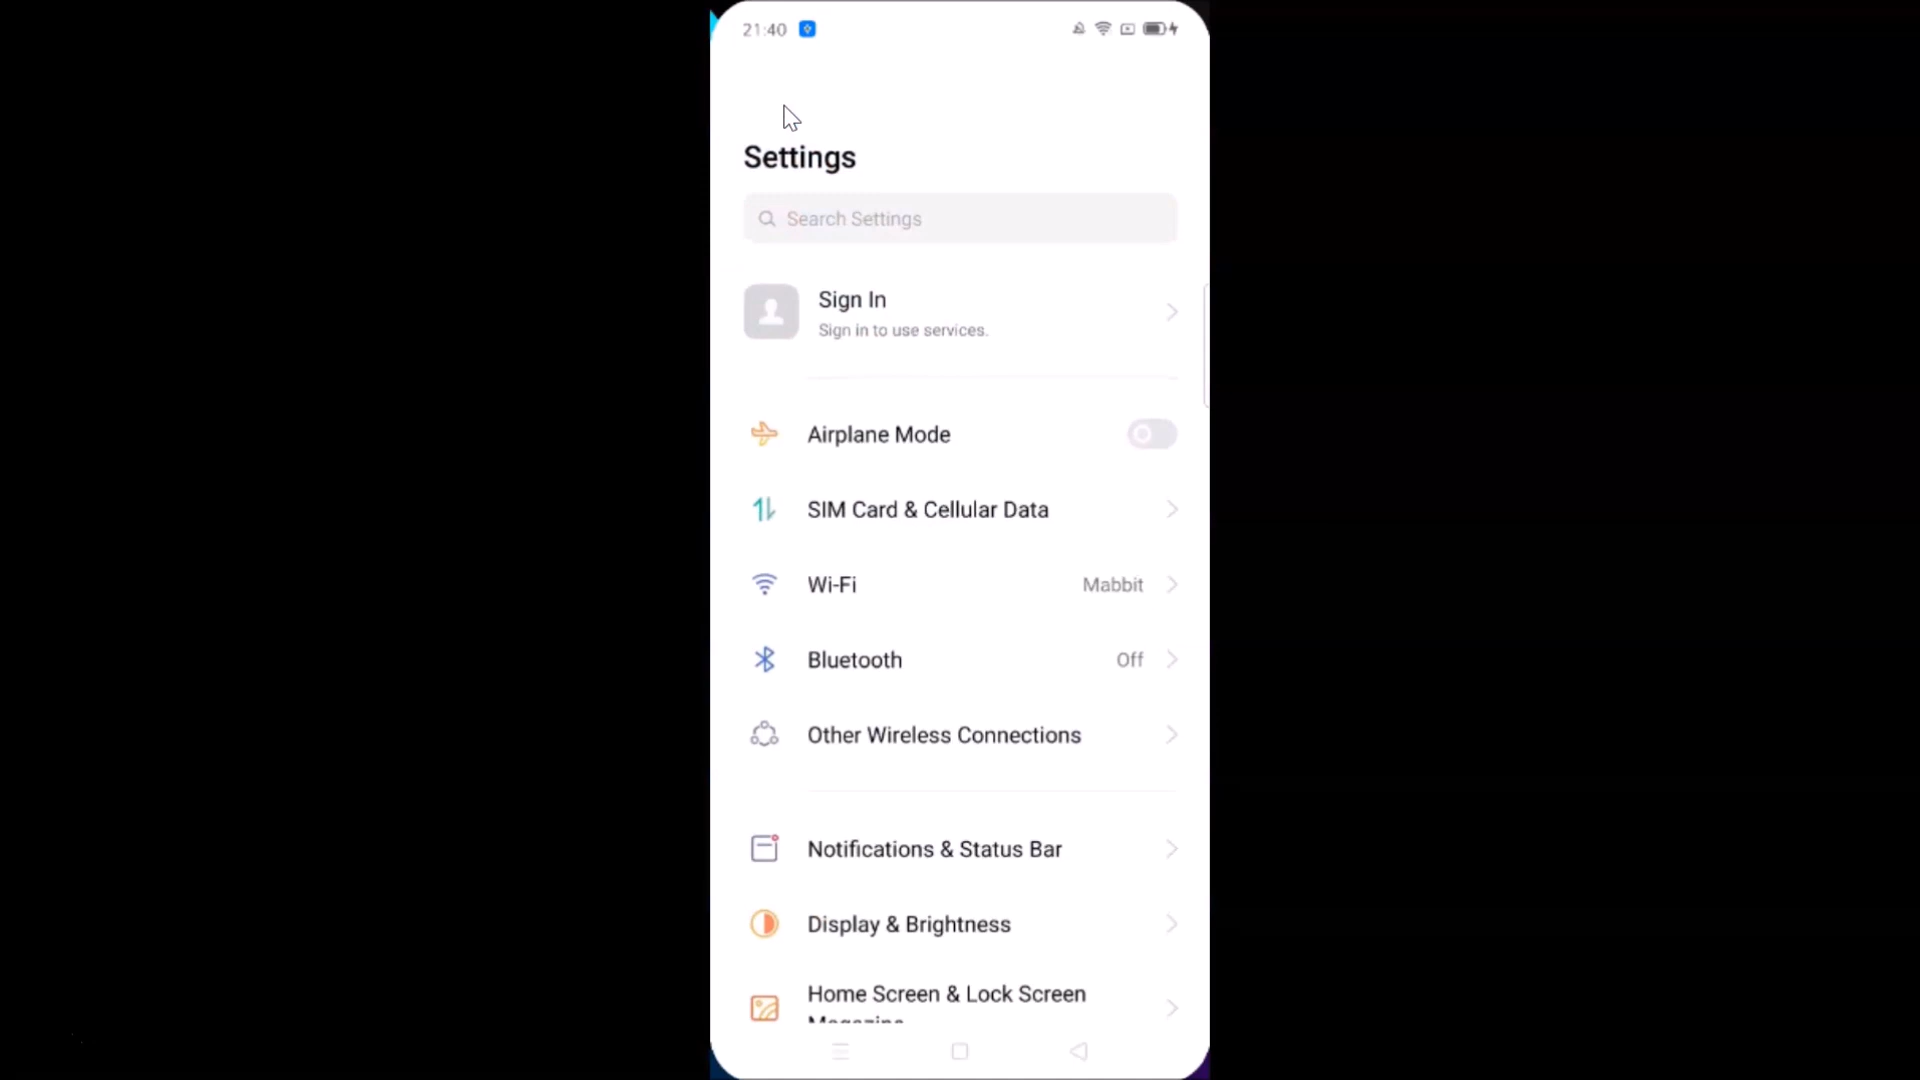 21:40
Settings
Search Settings
Sign In
Sign in to use services.
Airplane Mode
SIM Card & Cellular Data
Wi-Fi Mabbit
Bluetooth Off
Other Wireless Connections
Notifications & Status Bar
Display & Brightness
Home Screen & Lock Screen
Magazine